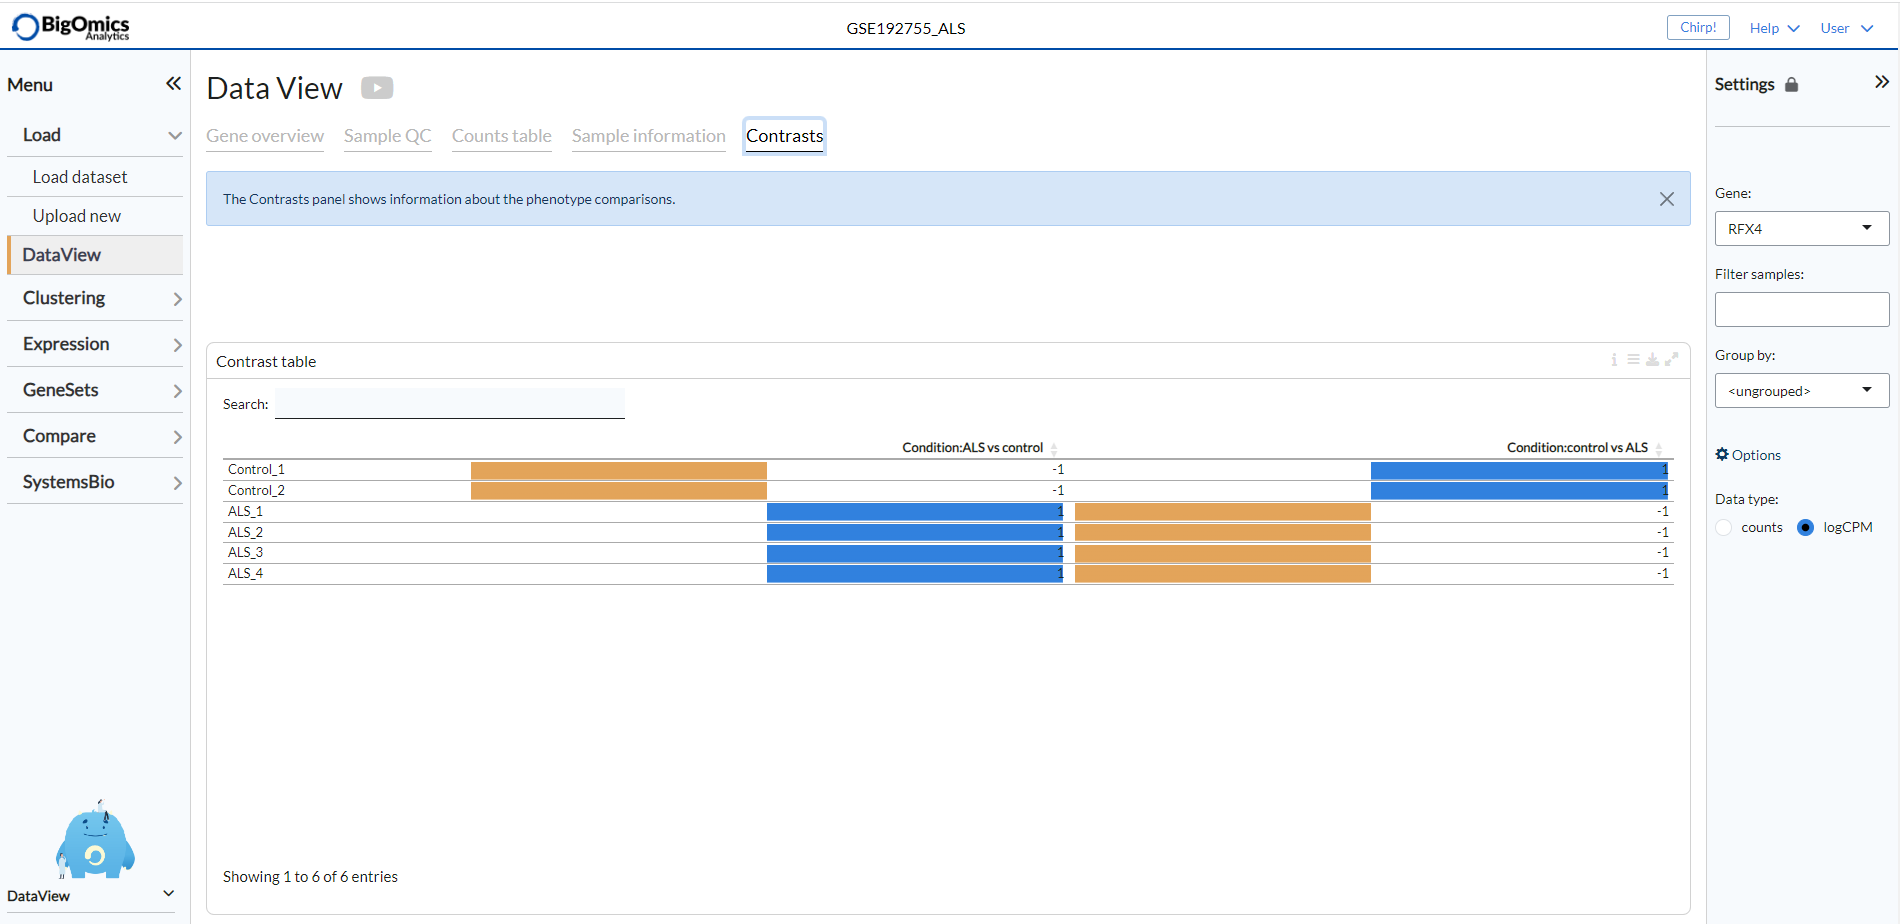 BigOmics
Analytics
GSE192755_ALS
Chirp!
Help
User
Menu
Load
Load dataset
Upload new
DataView
Clustering
Expression
GeneSets
Compare
SystemsBio
DataView
Data View
Gene overview Sample QC Counts table Sample information Contrasts
The Contrasts panel shows information about the phenotype comparisons.
Contrast table
Search:
Condition:ALS vs control Condition:control vs ALS
Control_1 -1 1
Control_2 -1 1
ALS_1 1 -1
ALS_2 1 -1
ALS_3 1 -1
ALS_4 1 -1
Showing 1 to 6 of 6 entries
Settings
Gene:
RFX4
Filter samples:
Group by:
<ungrouped>
Options
Data type:
counts logCPM